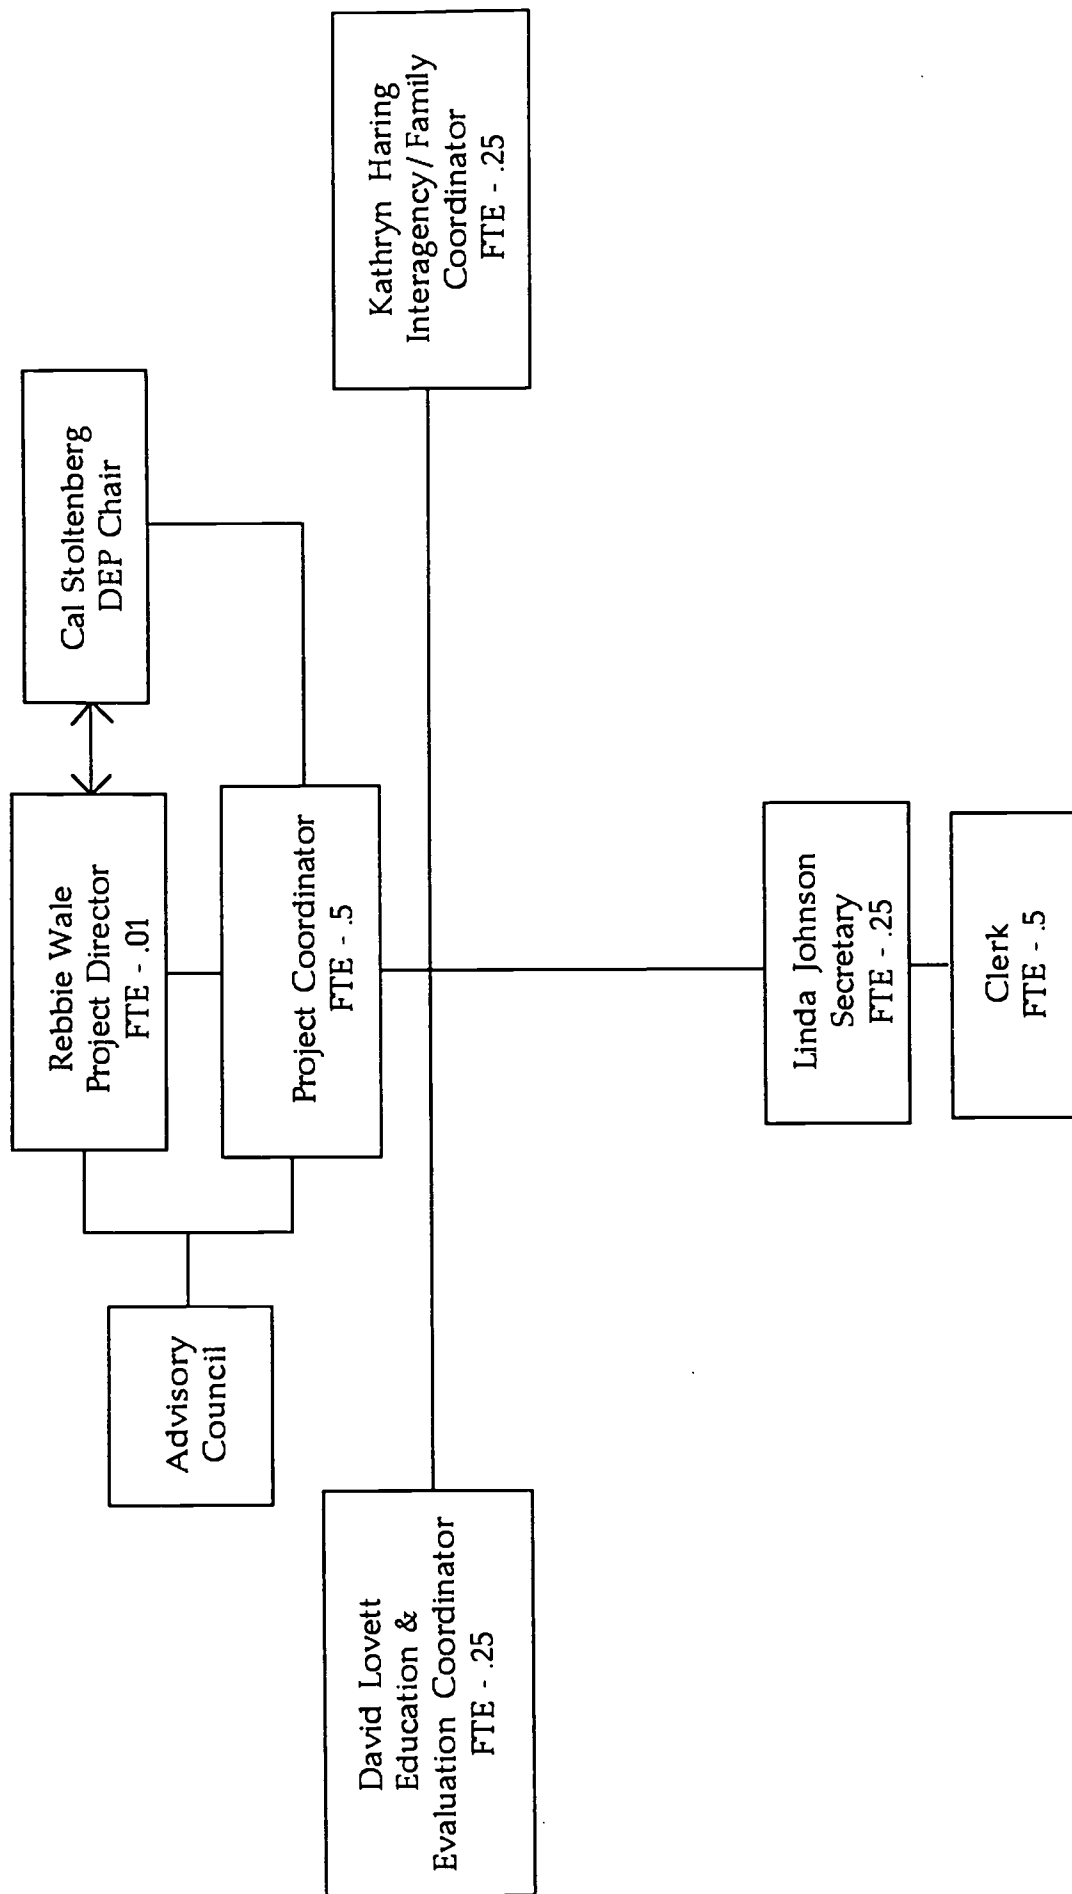 Rebbie Wale
Project Director
FTE - .01
Cal Stoltenberg
DEP Chair
Advisory
Council
Project Coordinator
FTE - .5
David Lovett
Education &
Evaluation Coordinator
FTE - .25
Kathryn Haring
Interagency/Family
Coordinator
FTE - .25
Linda Johnson
Secretary
FTE - .25
Clerk
FTE - .5